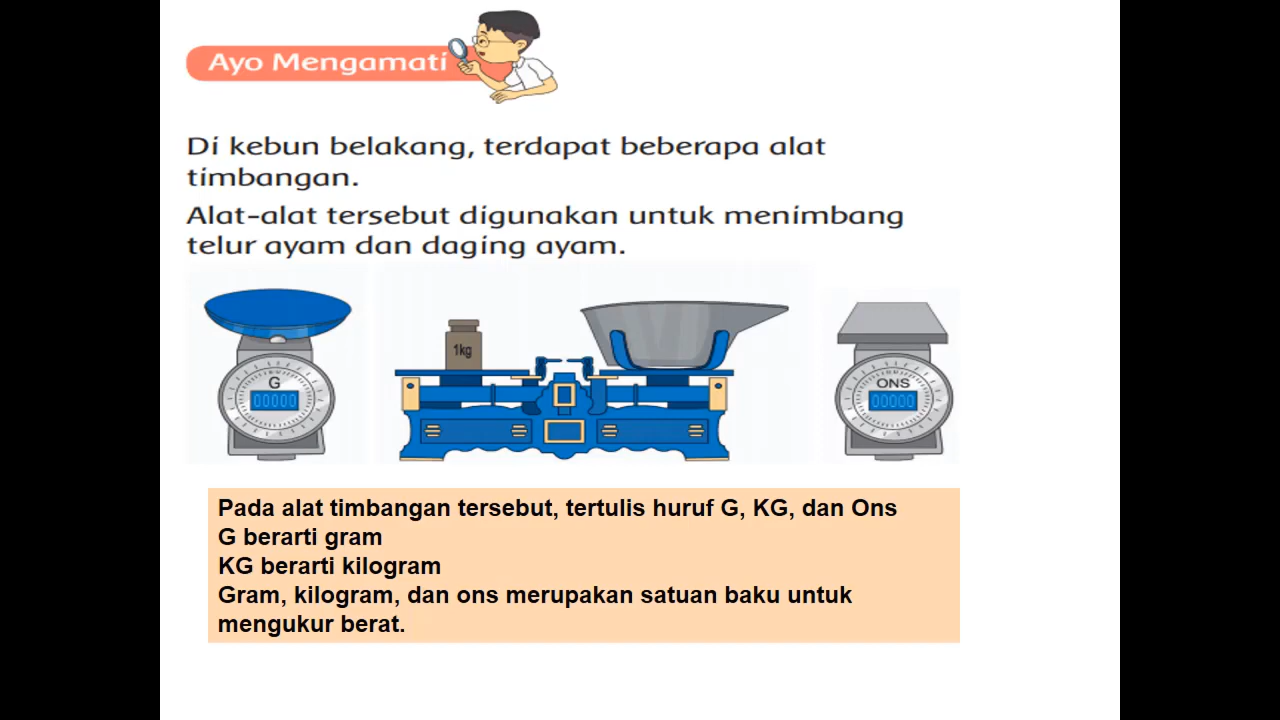 Ayo Mengamati
Di kebun belakang, terdapat beberapa alat
timbangan.
Alat-alat tersebut digunakan untuk menimbang
telur ayam dan daging ayam.
G
00000
1kg
ONS
00000
Pada alat timbangan tersebut, tertulis huruf G, KG, dan Ons
G berarti gram
KG berarti kilogram
Gram, kilogram, dan ons merupakan satuan baku untuk
mengukur berat.